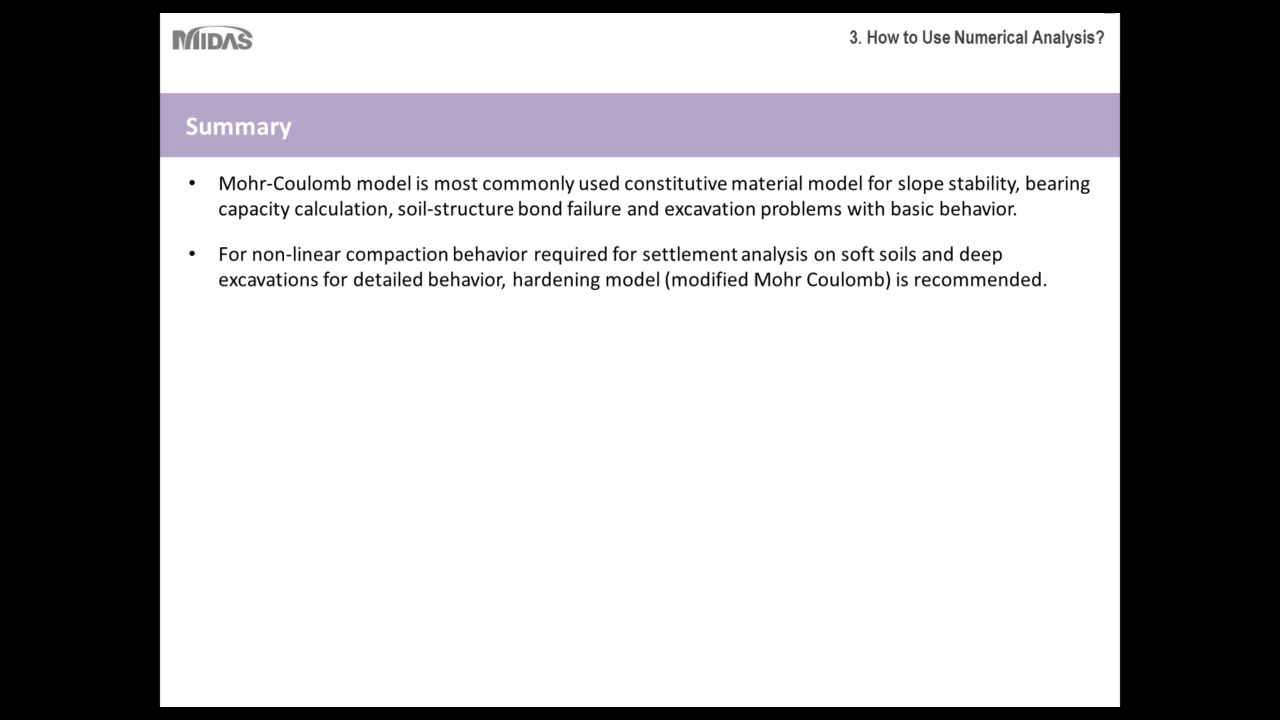 MIDAS
3. How to Use Numerical Analysis?
Summary
• Mohr-Coulomb model is most commonly used constitutive material model for slope stability, bearing
capacity calculation, soil-structure bond failure and excavation problems with basic behavior.
• For non-linear compaction behavior required for settlement analysis on soft soils and deep
excavations for detailed behavior, hardening model (modified Mohr Coulomb) is recommended.